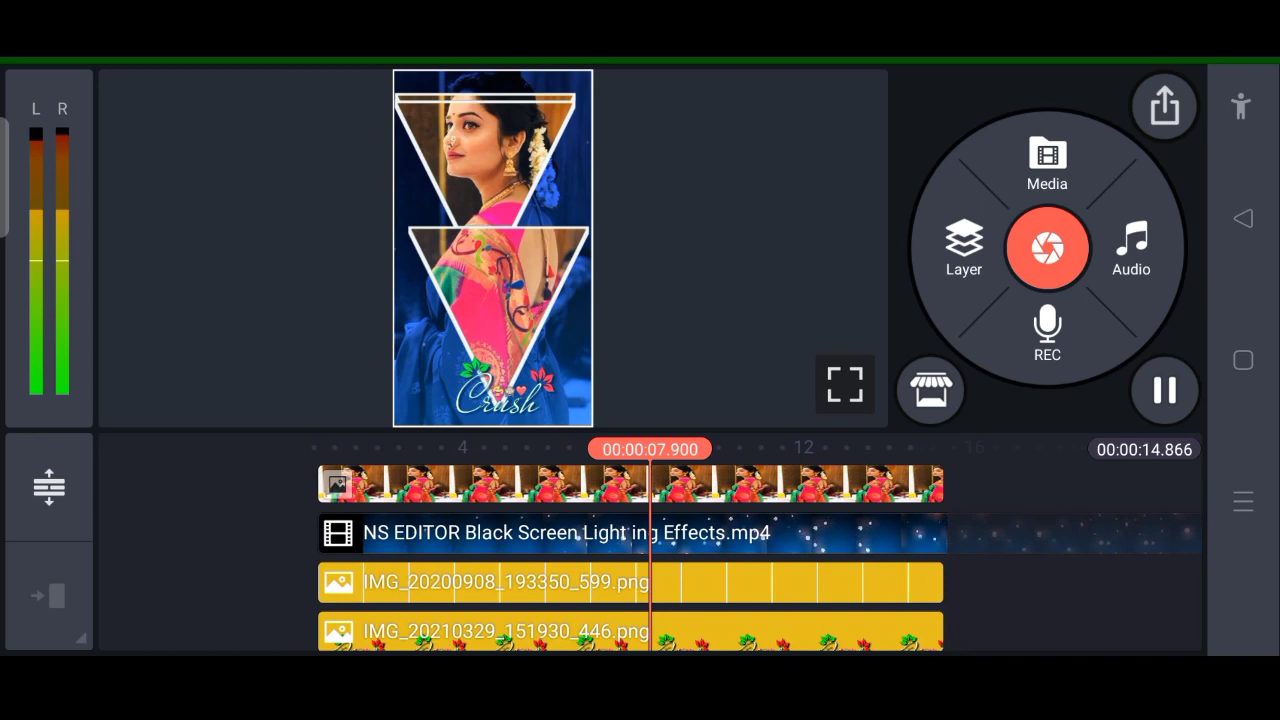 L R
Media
Layer
Audio
REC
Crush
4
00:00:07.900
12
16
00:00:14.866
NS EDITOR Black Screen Lighting Effects.mp4
IMG_20200908_193350_599.png
IMG_20210329_151930_446.png